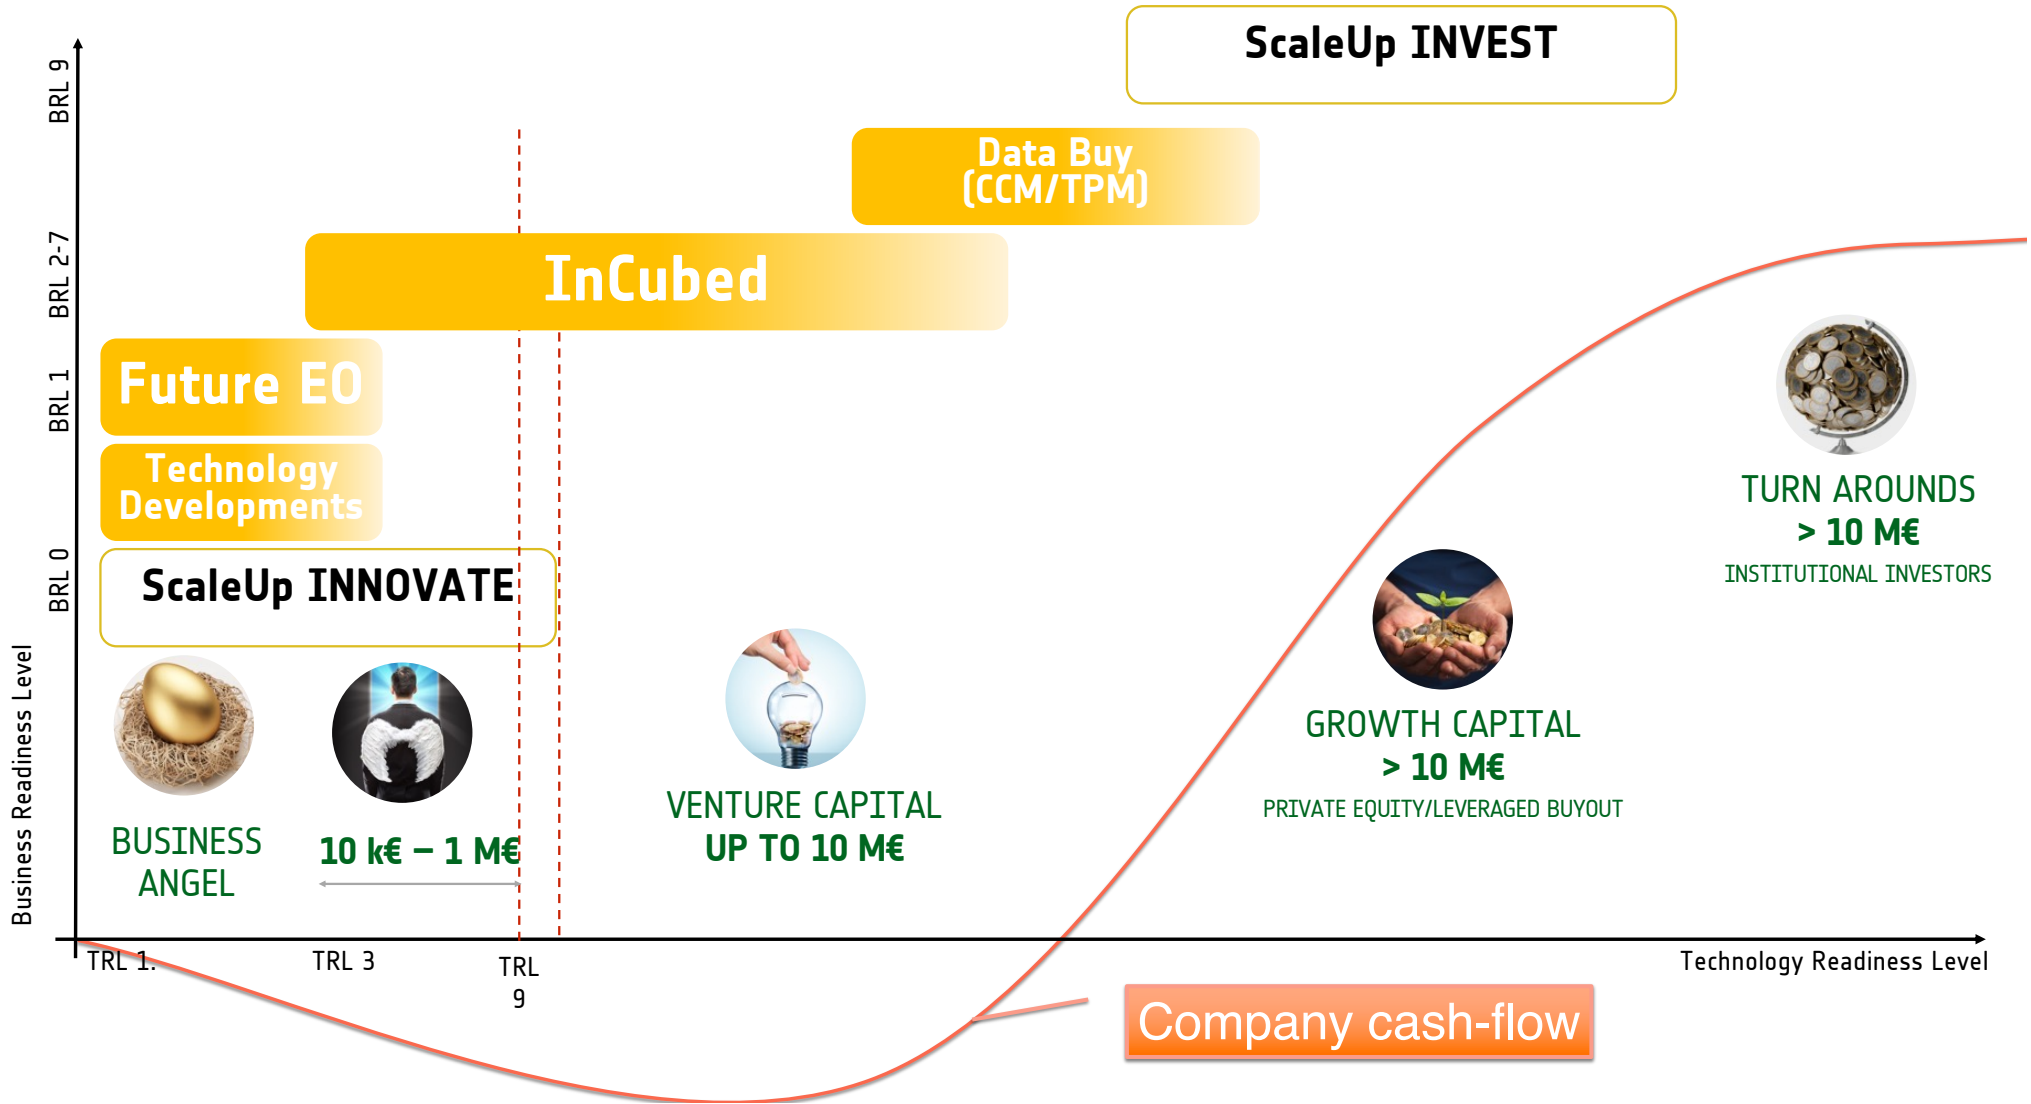 ScaleUp INVEST
BRL 9
Data Buy
(CCM/TPM)
BRL 2-7
InCubed
BRL 1
Future EO
Technology
Developments
BRL 0
ScaleUp INNOVATE
Business Readiness Level
BUSINESS
ANGEL
10 k€ – 1 M€
VENTURE CAPITAL
UP TO 10 M€
GROWTH CAPITAL
> 10 M€
PRIVATE EQUITY/LEVERAGED BUYOUT
TURN AROUNDS
> 10 M€
INSTITUTIONAL INVESTORS
TRL 1.
TRL 3
TRL
9
Technology Readiness Level
Company cash-flow